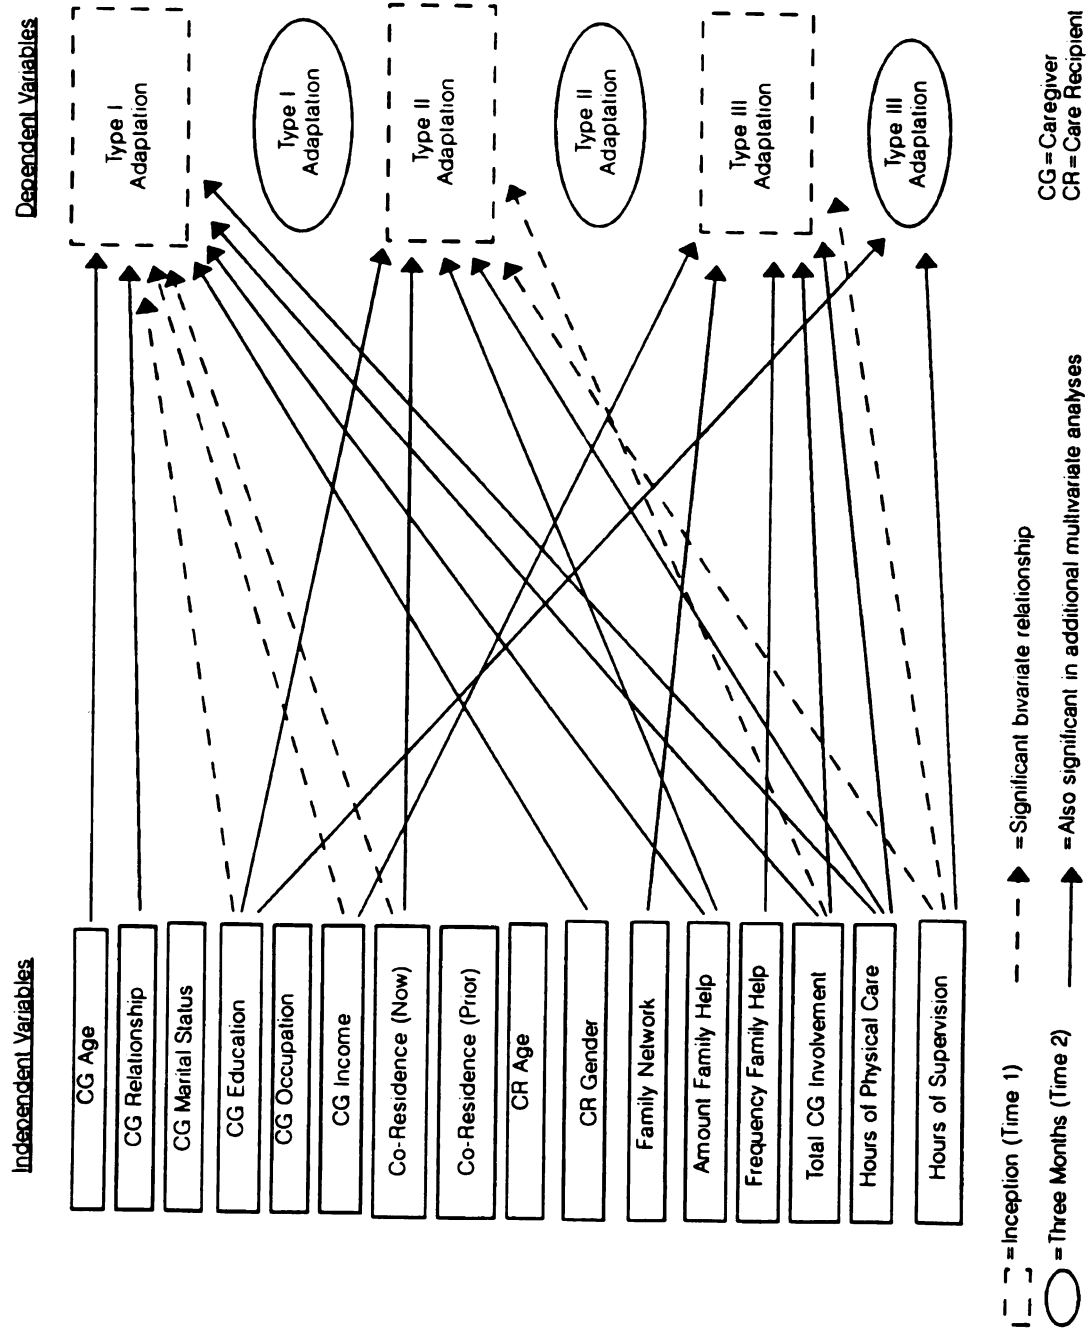 Independent Variables
CG Age
CG Relationship
CG Marital Status
CG Education
CG Occupation
CG Income
Co-Residence (Now)
Co-Residence (Prior)
CR Age
CR Gender
Family Network
Amount Family Help
Frequency Family Help
Total CG Involvement
Hours of Physical Care
Hours of Supervision
Dependent Variables
Type I
Adaptation
Type I
Adaptation
Type II
Adaptation
Type II
Adaptation
Type III
Adaptation
Type III
Adaptation
=Inception (Time 1)
=Three Months (Time 2)
=Significant bivariate relationship
=Also significant in additional multivariate analyses
CG=Caregiver
CR=Care Recipient